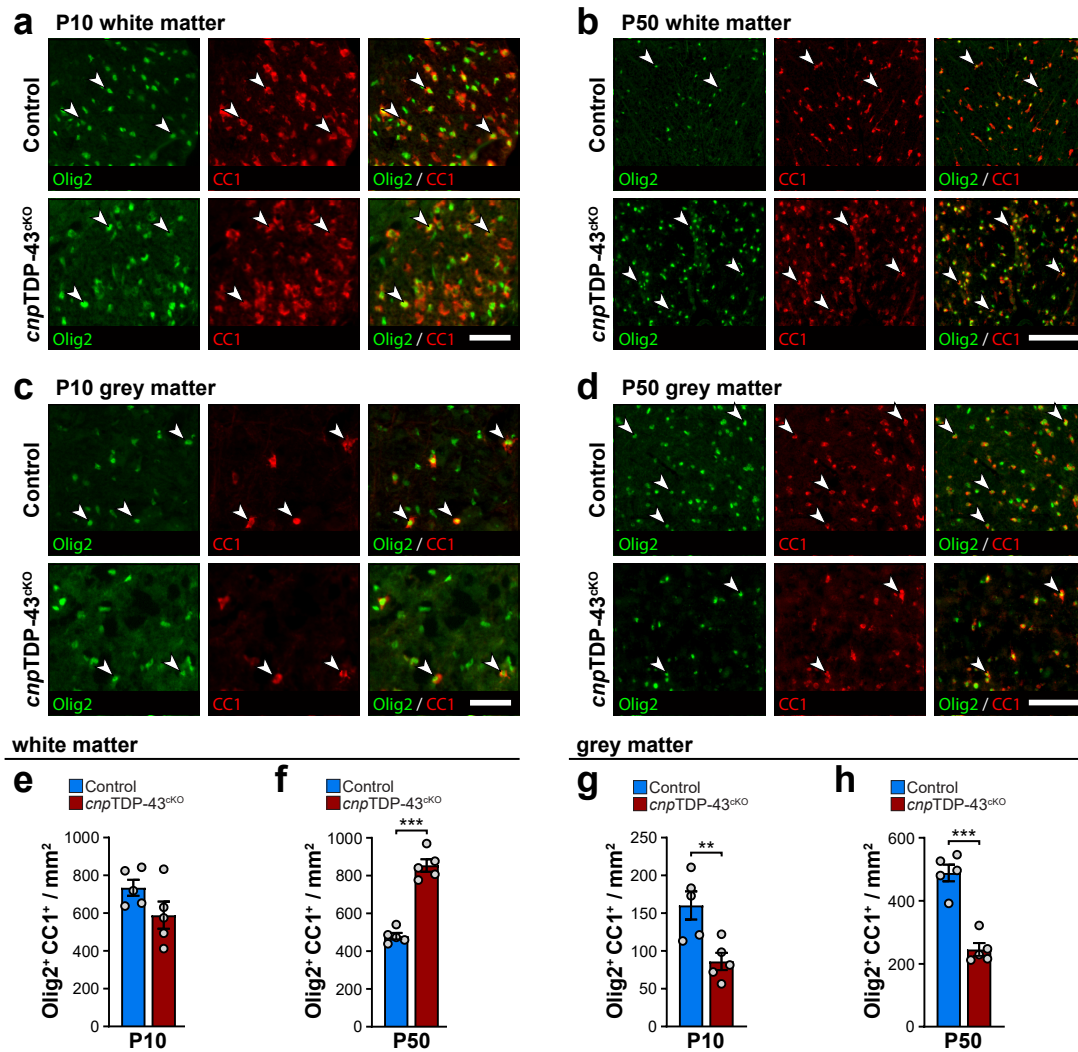 a P10 white matter
Control
Olig2 CC1 Olig2 / CC1
cnpTDP-43cKO
Olig2 CC1 Olig2 / CC1
b P50 white matter
Control
Olig2 CC1 Olig2 / CC1
cnpTDP-43cKO
Olig2 CC1 Olig2 / CC1
c P10 grey matter
Control
Olig2 CC1 Olig2 / CC1
cnpTDP-43cKO
Olig2 CC1 Olig2 / CC1
d P50 grey matter
Control
Olig2 CC1 Olig2 / CC1
cnpTDP-43cKO
Olig2 CC1 Olig2 / CC1
white matter
e
Control
cnpTDP-43cKO
Olig2+ CC1+ / mm2
1000
800
600
400
200
0
P10
f
Control
cnpTDP-43cKO
***
1000
800
600
400
200
0
P50
grey matter
g
Control
cnpTDP-43cKO
**
Olig2+ CC1+ / mm2
250
200
150
100
50
0
P10
h
Control
cnpTDP-43cKO
***
Olig2+ CC1+ / mm2
600
400
200
0
P50